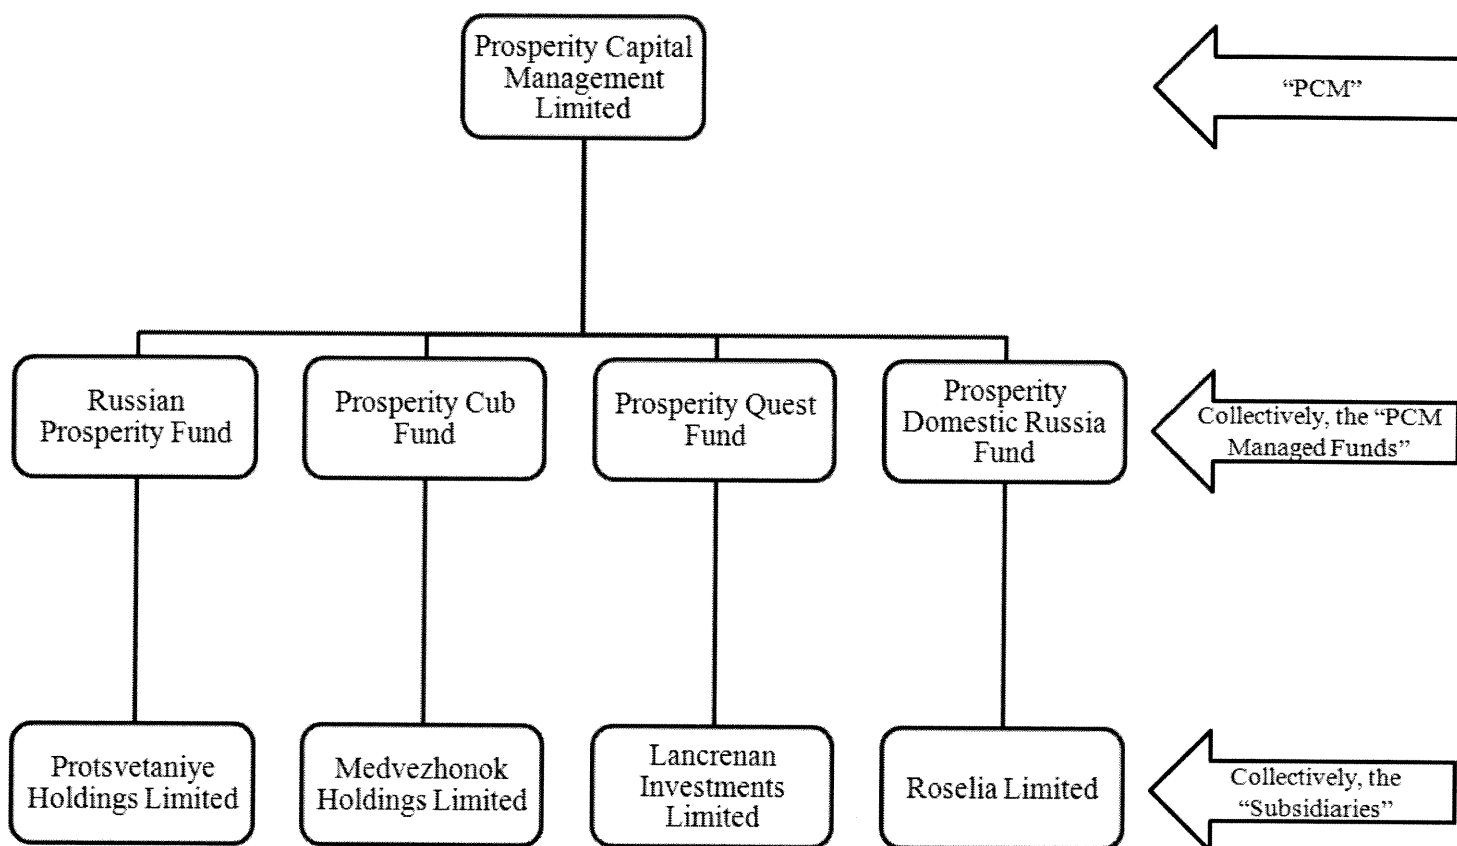 Prosperity Capital
Management
Limited
“PCM”
Russian
Prosperity Fund
Prosperity Cub
Fund
Prosperity Quest
Fund
Prosperity
Domestic Russia
Fund
Collectively, the “PCM
Managed Funds”
Protsvetaniye
Holdings Limited
Medvezhonok
Holdings Limited
Lancrenan
Investments
Limited
Roselia Limited
Collectively, the
“Subsidiaries”